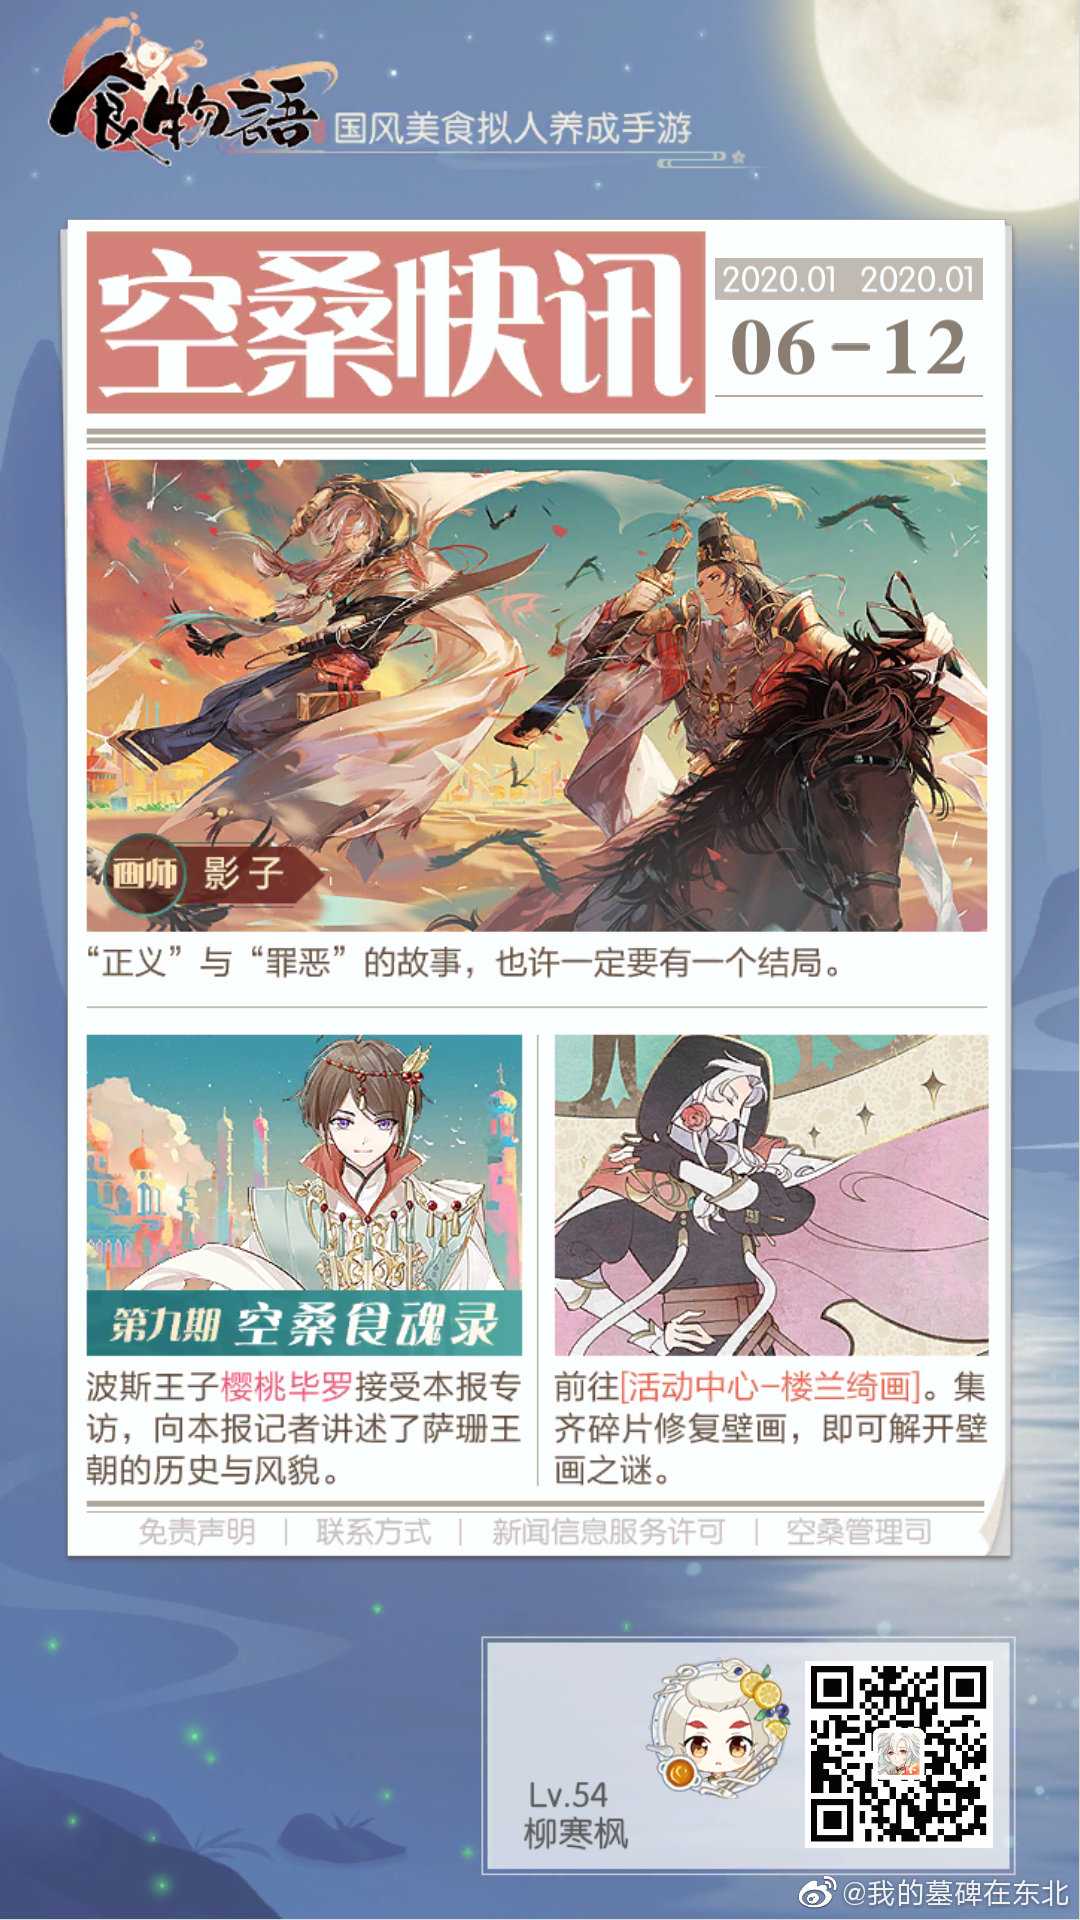 食物語
国风美食拟人养成手游
空桑快讯
2020.01 2020.01
06-12
画师 影子
“正义”与“罪恶”的故事，也许一定要有一个结局。
第九期 空桑食魂录
波斯王子樱桃毕罗接受本报专
访，向本报记者讲述了萨珊王
朝的历史与风貌。
前往[活动中心-楼兰绮画]。集
齐碎片修复壁画，即可解开壁
画之谜。
免责声明 | 联系方式 | 新闻信息服务许可 | 空桑管理司
Lv.54
柳寒枫
@我的墓碑在东北